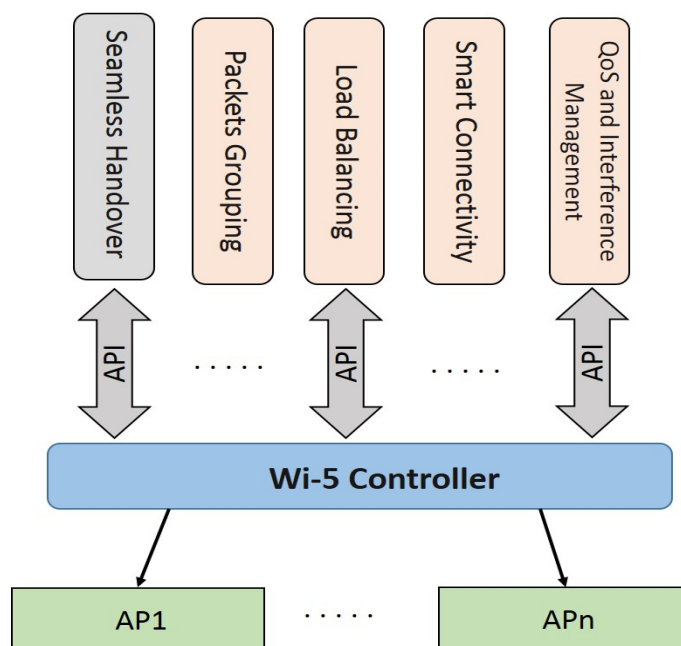 Seamless Handover
Packets Grouping
Load Balancing
Smart Connectivity
QoS and Interference
Management
API
. . . . .
API
. . . . .
API
Wi-5 Controller
AP1
. . . . .
APn